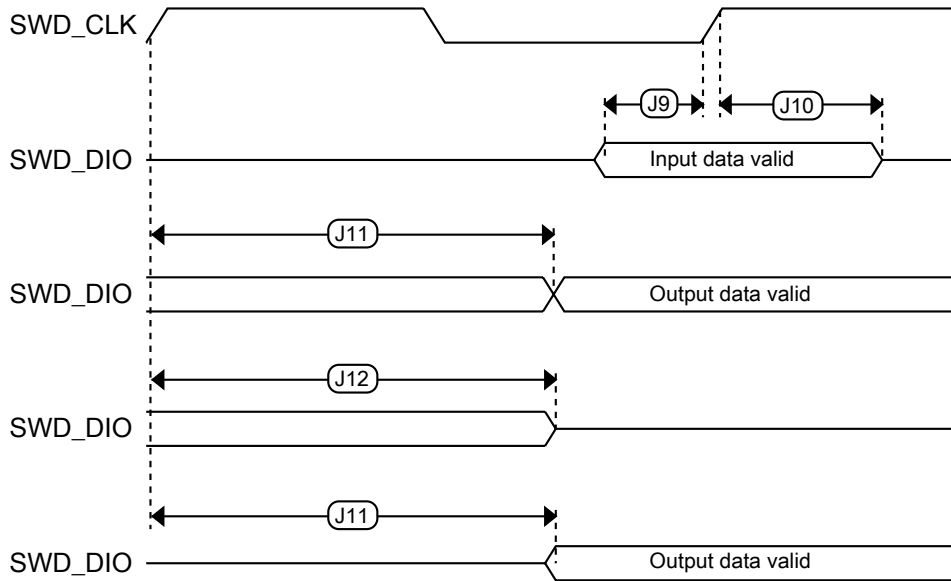 SWD_CLK
J9
J10
SWD_DIO
Input data valid
J11
SWD_DIO
Output data valid
J12
SWD_DIO
J11
SWD_DIO
Output data valid